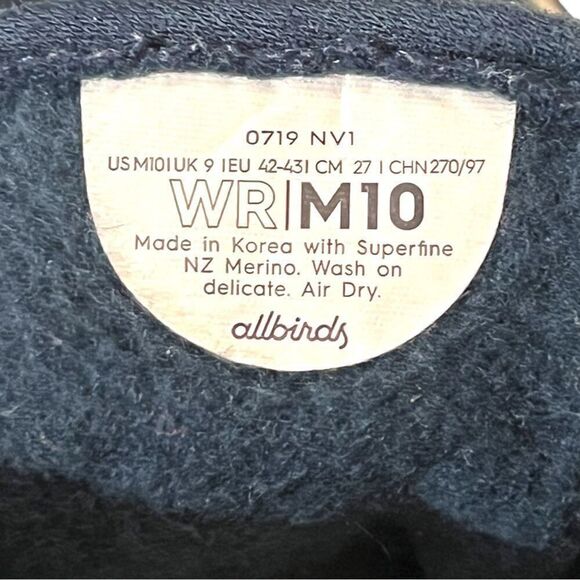 0719 NV1
US M10 | UK 9 | EU 42-43 | CM 27 | CHN 270/97
WR|M10
Made in Korea with Superfine
NZ Merino. Wash on
delicate. Air Dry.
allbirds